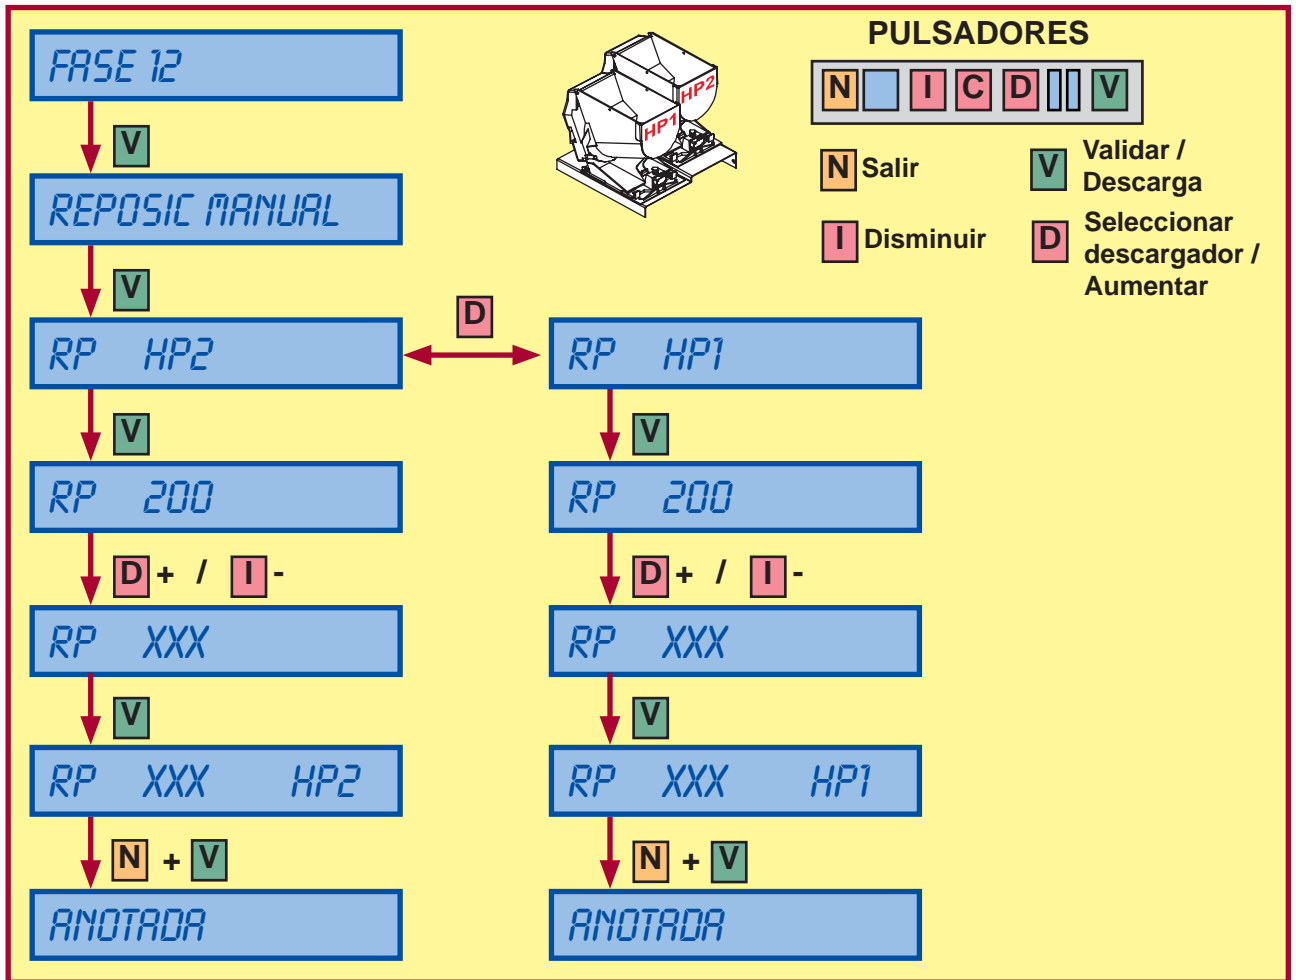 PULSADORES
N I C D V
N Salir
V Validar /
Descarga
I Disminuir
D Seleccionar
descargador /
Aumentar
HP1
HP2
FASE 12
V
REPOSIC MANUAL
V
RP HP2
D
RP HP1
V
V
RP 200
RP 200
D + / I -
D + / I -
RP XXX
RP XXX
V
V
RP XXX HP2
RP XXX HP1
N + V
N + V
ANOTADA
ANOTADA